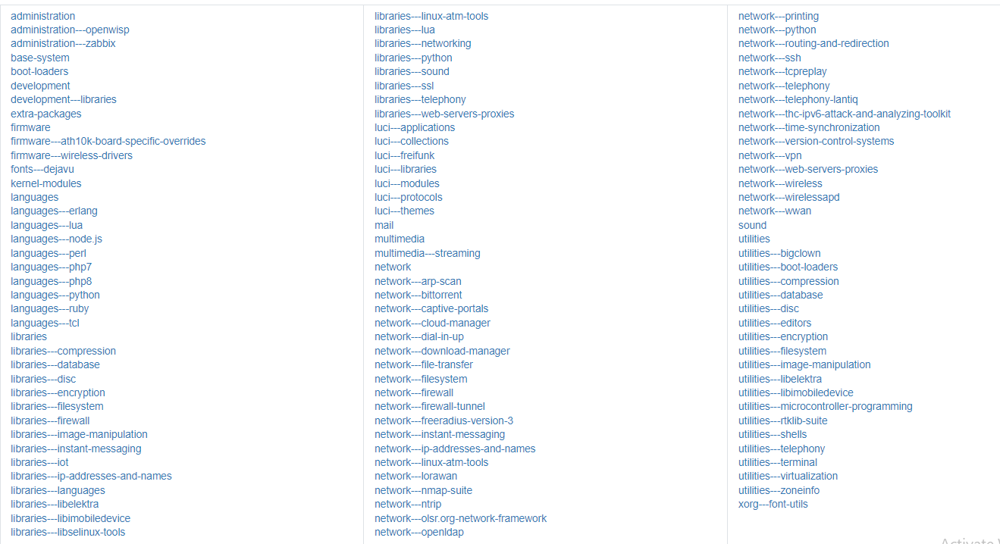 administration
administration---openwisp
administration---zabbix
base-system
boot-loaders
development
development---libraries
extra-packages
firmware
firmware---ath10k-board-specific-overrides
firmware---wireless-drivers
fonts---dejavu
kernel-modules
languages
languages---erlang
languages---lua
languages---node.js
languages---perl
languages---php7
languages---php8
languages---python
languages---ruby
languages---tcl
libraries
libraries---compression
libraries---database
libraries---disc
libraries---encryption
libraries---filesystem
libraries---firewall
libraries---image-manipulation
libraries---instant-messaging
libraries---iot
libraries---ip-addresses-and-names
libraries---languages
libraries---libelektra
libraries---libimobiledevice
libraries---libselinux-tools
libraries---linux-atm-tools
libraries---lua
libraries---networking
libraries---python
libraries---sound
libraries---ssl
libraries---telephony
libraries---web-servers-proxies
luci---applications
luci---collections
luci---freifunk
luci---libraries
luci---modules
luci---protocols
luci---themes
mail
multimedia
multimedia---streaming
network
network---arp-scan
network---bittorrent
network---captive-portals
network---cloud-manager
network---dial-in-up
network---download-manager
network---file-transfer
network---filesystem
network---firewall
network---firewall-tunnel
network---freeradius-version-3
network---instant-messaging
network---ip-addresses-and-names
network---linux-atm-tools
network---lorawan
network---nmap-suite
network---ntrip
network---olsr.org-network-framework
network---openldap
network---printing
network---python
network---routing-and-redirection
network---ssh
network---tcpreplay
network---telephony
network---telephony-lantiq
network---thc-ipv6-attack-and-analyzing-toolkit
network---time-synchronization
network---version-control-systems
network---vpn
network---web-servers-proxies
network---wireless
network---wirelessapd
network---wwan
sound
utilities
utilities---bigclown
utilities---boot-loaders
utilities---compression
utilities---database
utilities---disc
utilities---editors
utilities---encryption
utilities---filesystem
utilities---image-manipulation
utilities---libelektra
utilities---libimobiledevice
utilities---microcontroller-programming
utilities---rtklib-suite
utilities---shells
utilities---telephony
utilities---terminal
utilities---virtualization
utilities---zoneinfo
xorg---font-utils